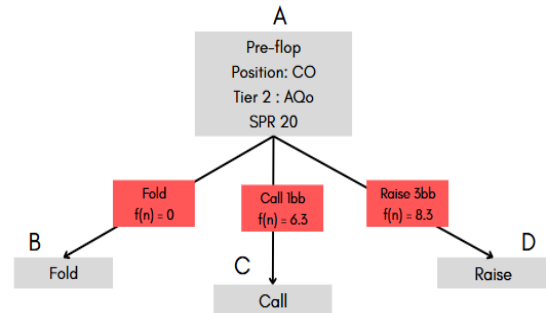 A
Pre-flop
Position: CO
Tier 2 : AQo
SPR 20
Fold
f(n) = 0
Call 1bb
f(n) = 6.3
Raise 3bb
f(n) = 8.3
B
Fold
C
Call
D
Raise